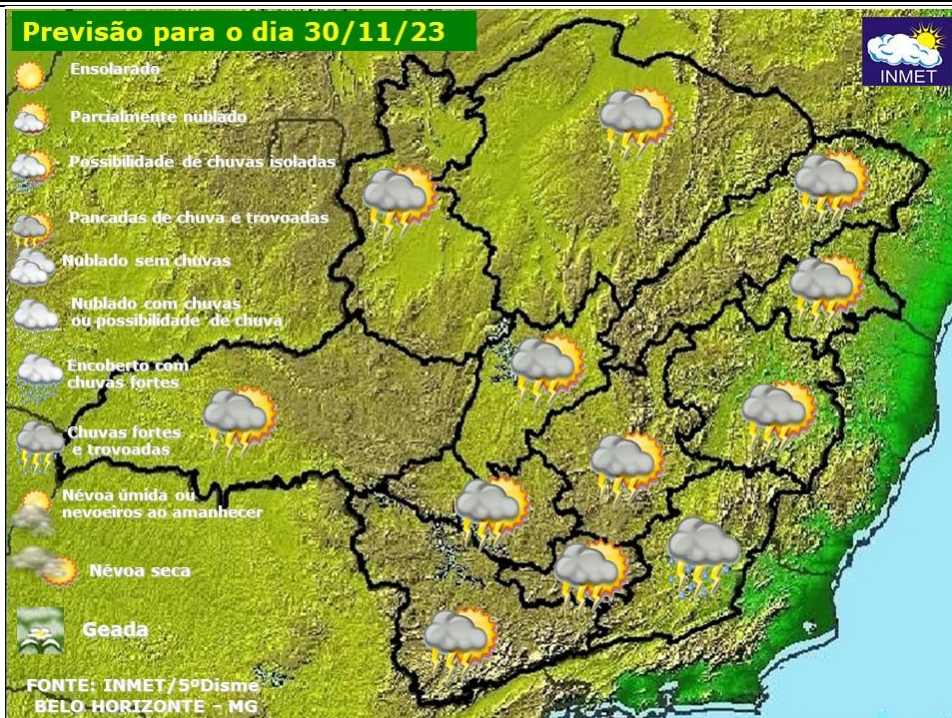 Previsão para o dia 30/11/23
INMET
Ensolarado
Parcialmente nublado
Possibilidade de chuvas isoladas
Pancadas de chuva e trovoadas
Nublado sem chuvas
Nublado com chuvas
ou possibilidade de chuva
Encoberto com
chuvas fortes
Chuvas fortes
e trovoadas
Névoa úmida ou
nevoeiros ao amanhecer
Névoa seca
Geada
FONTE: INMET/5ºDisme
BELO HORIZONTE - MG